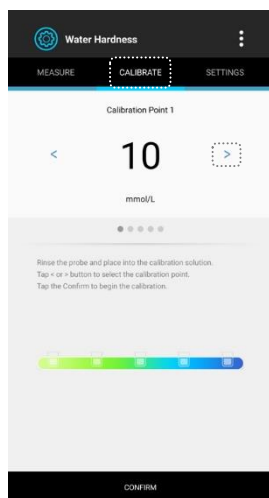 Water Hardness
MEASURE CALIBRATE SETTINGS
Calibration Point 1
< 10 >
mmol/L
Rinse the probe and place into the calibration solution.
Tap < or > button to select the calibration point.
Tap the Confirm to begin the calibration.
CONFIRM